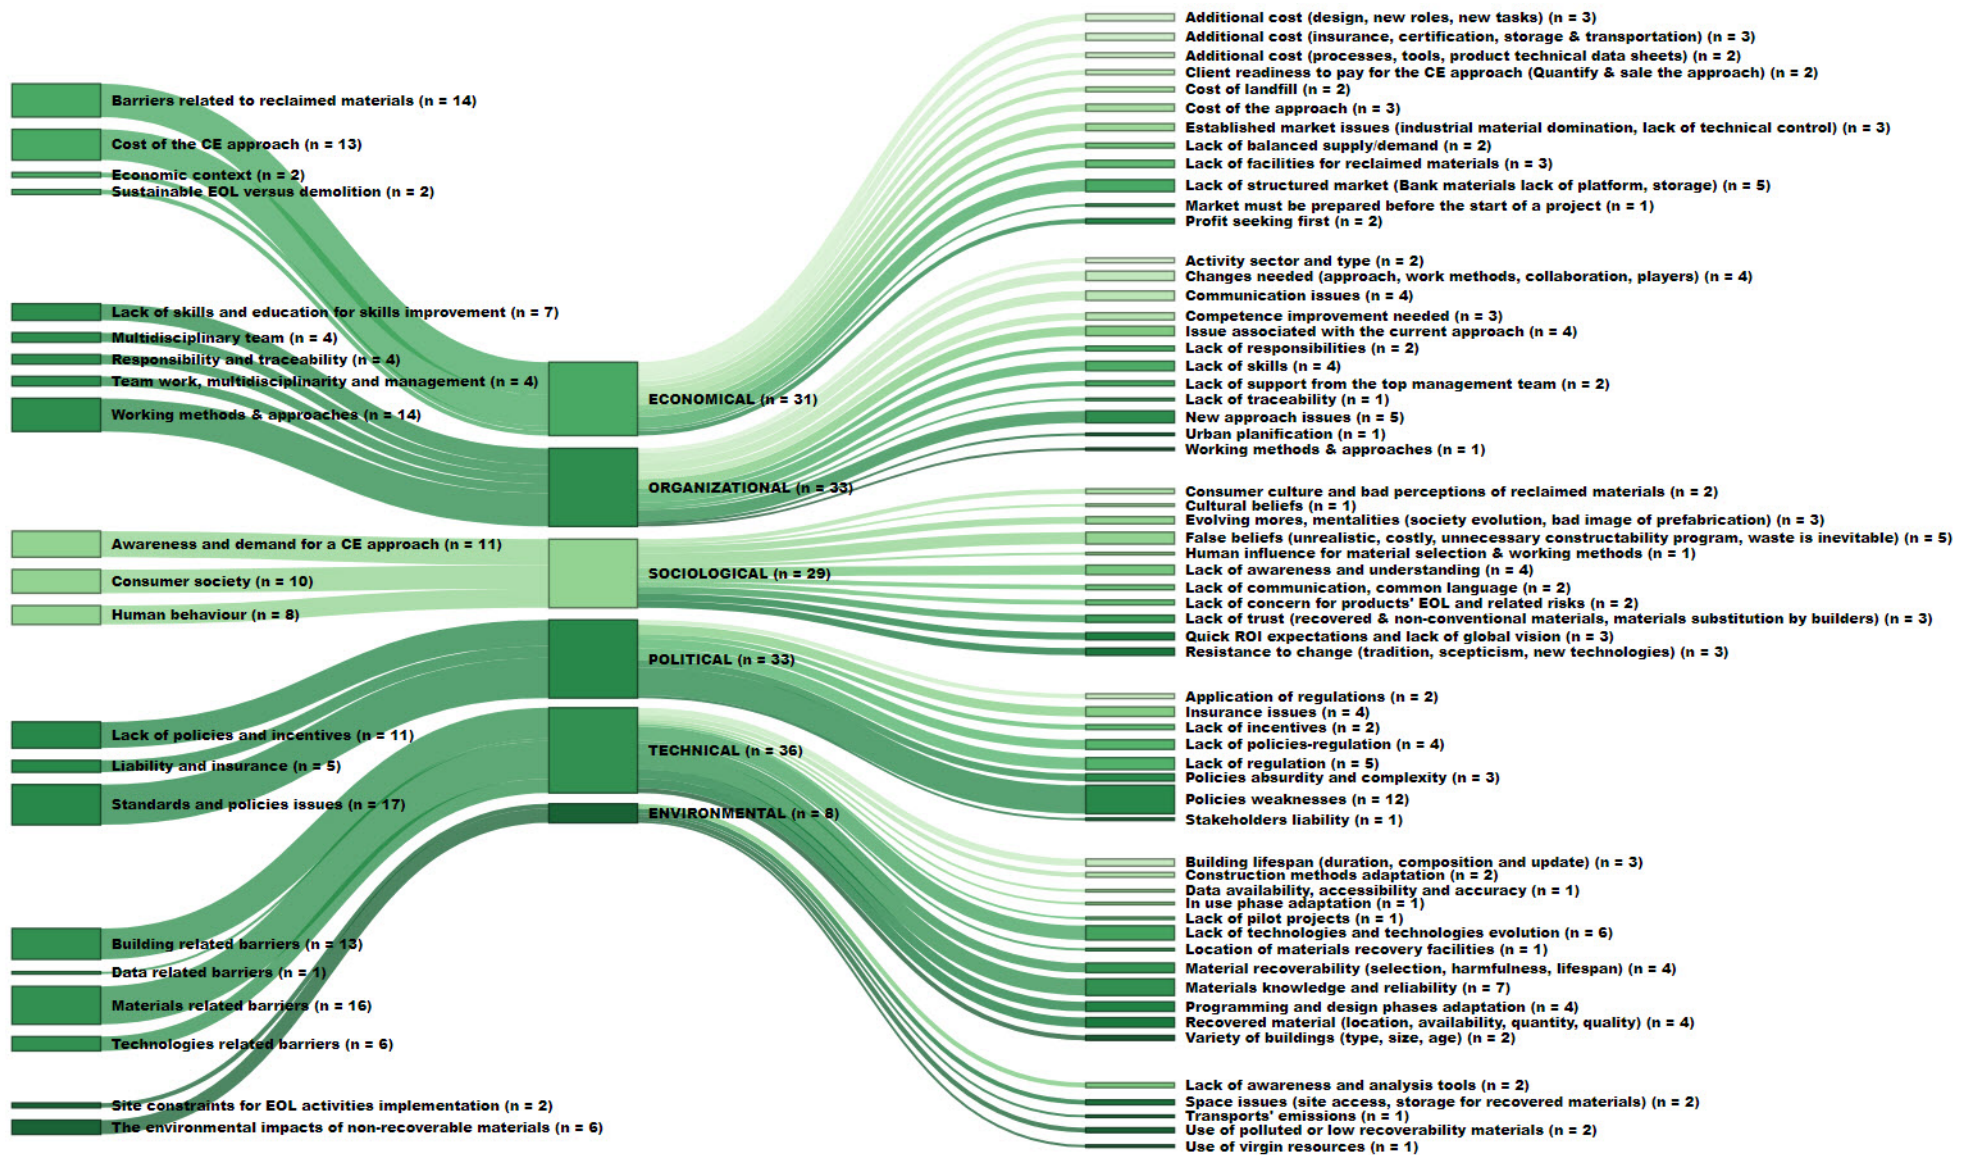 Barriers related to reclaimed materials (n = 14)
Cost of the CE approach (n = 13)
Economic context (n = 2)
Sustainable EOL versus demolition (n = 2)
Lack of skills and education for skills improvement (n = 7)
Multidisciplinary team (n = 4)
Responsibility and traceability (n = 4)
Team work, multidisciplinarity and management (n = 4)
Working methods & approaches (n = 14)
Awareness and demand for a CE approach (n = 11)
Consumer society (n = 10)
Human behaviour (n = 8)
Lack of policies and incentives (n = 11)
Liability and insurance (n = 5)
Standards and policies issues (n = 17)
Building related barriers (n = 13)
Data related barriers (n = 1)
Materials related barriers (n = 16)
Technologies related barriers (n = 6)
Site constraints for EOL activities implementation (n = 2)
The environmental impacts of non-recoverable materials (n = 6)
ECONOMICAL (n = 31)
ORGANIZATIONAL (n = 33)
SOCIOLOGICAL (n = 29)
POLITICAL (n = 33)
TECHNICAL (n = 36)
ENVIRONMENTAL (n = 8)
Additional cost (design, new roles, new tasks) (n = 3)
Additional cost (insurance, certification, storage & transportation) (n = 3)
Additional cost (processes, tools, product technical data sheets) (n = 2)
Client readiness to pay for the CE approach (Quantify & sale the approach) (n = 2)
Cost of landfill (n = 2)
Cost of the approach (n = 3)
Established market issues (industrial material domination, lack of technical control) (n = 3)
Lack of balanced supply/demand (n = 2)
Lack of facilities for reclaimed materials (n = 3)
Lack of structured market (Bank materials lack of platform, storage) (n = 5)
Market must be prepared before the start of a project (n = 1)
Profit seeking first (n = 2)
Activity sector and type (n = 2)
Changes needed (approach, work methods, collaboration, players) (n = 4)
Communication issues (n = 4)
Competence improvement needed (n = 3)
Issue associated with the current approach (n = 4)
Lack of responsibilities (n = 2)
Lack of skills (n = 4)
Lack of support from the top management team (n = 2)
Lack of traceability (n = 1)
New approach issues (n = 5)
Urban planification (n = 1)
Working methods & approaches (n = 1)
Consumer culture and bad perceptions of reclaimed materials (n = 2)
Cultural beliefs (n = 1)
Evolving mores, mentalities (society evolution, bad image of prefabrication) (n = 3)
False beliefs (unrealistic, costly, unnecessary constructability program, waste is inevitable) (n = 5)
Human influence for material selection & working methods (n = 1)
Lack of awareness and understanding (n = 4)
Lack of communication, common language (n = 2)
Lack of concern for products' EOL and related risks (n = 2)
Lack of trust (recovered & non-conventional materials, materials substitution by builders) (n = 3)
Quick ROI expectations and lack of global vision (n = 3)
Resistance to change (tradition, scepticism, new technologies) (n = 3)
Application of regulations (n = 2)
Insurance issues (n = 4)
Lack of incentives (n = 2)
Lack of policies-regulation (n = 4)
Lack of regulation (n = 5)
Policies absurdity and complexity (n = 3)
Policies weaknesses (n = 12)
Stakeholders liability (n = 1)
Building lifespan (duration, composition and update) (n = 3)
Construction methods adaptation (n = 2)
Data availability, accessibility and accuracy (n = 1)
In use phase adaptation (n = 1)
Lack of pilot projects (n = 1)
Lack of technologies and technologies evolution (n = 6)
Location of materials recovery facilities (n = 1)
Material recoverability (selection, harmfulness, lifespan) (n = 4)
Materials knowledge and reliability (n = 7)
Programming and design phases adaptation (n = 4)
Recovered material (location, availability, quantity, quality) (n = 4)
Variety of buildings (type, size, age) (n = 2)
Lack of awareness and analysis tools (n = 2)
Space issues (site access, storage for recovered materials) (n = 2)
Transports' emissions (n = 1)
Use of polluted or low recoverability materials (n = 2)
Use of virgin resources (n = 1)